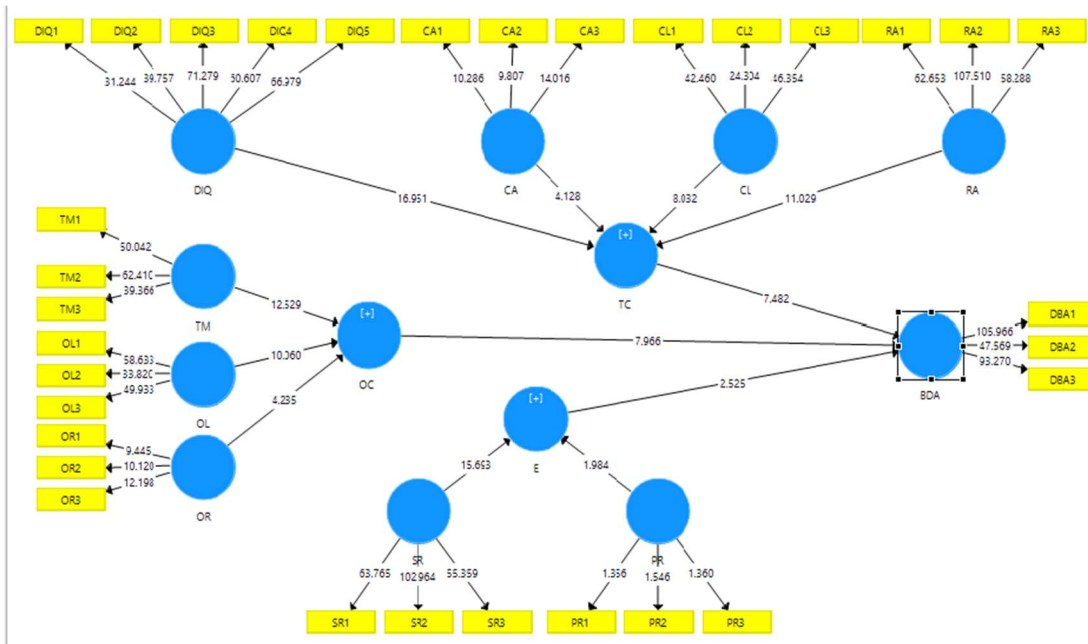 DIQ1 DIQ2 DIQ3 DIC4 DIQ5 CA1 CA2 CA3 CL1 CL2 CL3 RA1 RA2 RA3
31.244 39.757 71.279 50.607 66.979 10.286 9.807 14.016 42.460 24.304 46.354 62.653 107.510 58.288
DIQ CA CL RA
16.951 4.128 8.032 11.029
TM1
50.042
TM2 62.410
TM3 39.366
TM
12.529
[+]
TC
7.482
OL1 58.633
OL2 33.820
OL3 49.933
OL
10.360
[+]
OC
7.966
DBA1 105.966
DBA2 47.569
DBA3 93.270
BDA
OR1 9.445
OR2 10.120
OR3 12.198
OR
4.235
[+]
E
2.525
15.693 1.984
SR PR
63.765 102.964 55.359 1.356 1.546 1.360
SR1 SR2 SR3 PR1 PR2 PR3